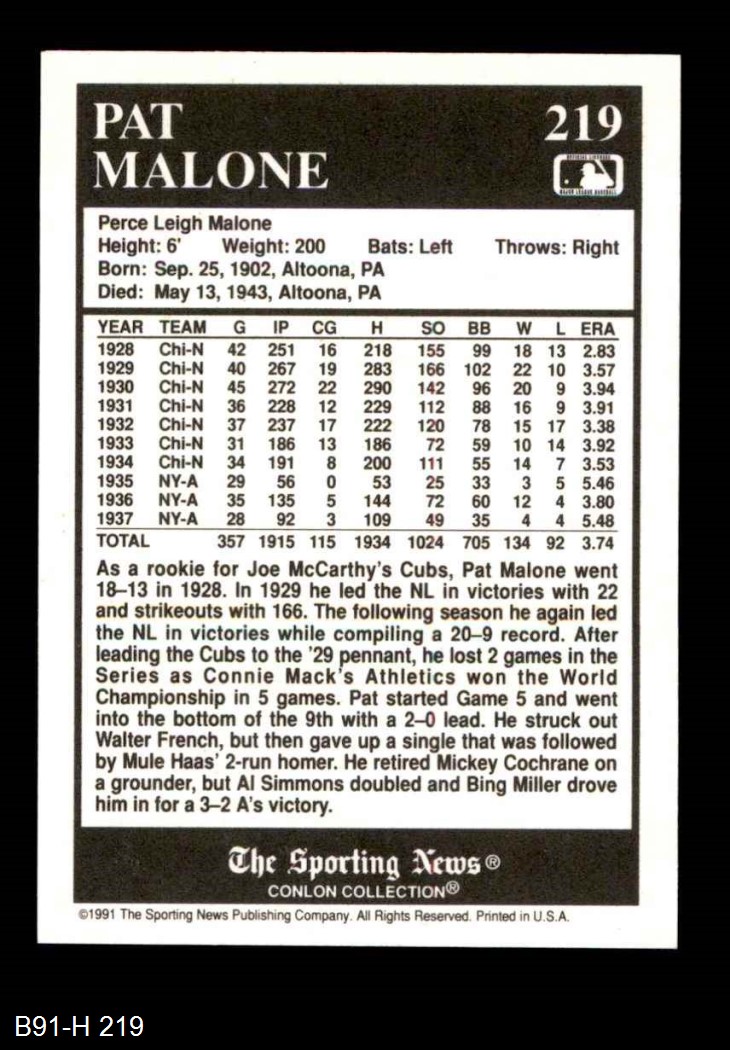 PAT
MALONE
219
Perce Leigh Malone
Height: 6' Weight: 200 Bats: Left Throws: Right
Born: Sep. 25, 1902, Altoona, PA
Died: May 13, 1943, Altoona, PA
YEAR TEAM G IP CG H SO BB W L ERA
1928 Chi-N 42 251 16 218 155 99 18 13 2.83
1929 Chi-N 40 267 19 283 166 102 22 10 3.57
1930 Chi-N 45 272 22 290 142 96 20 9 3.94
1931 Chi-N 36 228 12 229 112 88 16 9 3.91
1932 Chi-N 37 237 17 222 120 78 15 17 3.38
1933 Chi-N 31 186 13 186 72 59 10 14 3.92
1934 Chi-N 34 191 8 200 111 55 14 7 3.53
1935 NY-A 29 56 0 53 25 33 3 5 5.46
1936 NY-A 35 135 5 144 72 60 12 4 3.80
1937 NY-A 28 92 3 109 49 35 4 4 5.48
TOTAL 357 1915 115 1934 1024 705 134 92 3.74
As a rookie for Joe McCarthy's Cubs, Pat Malone went
18–13 in 1928. In 1929 he led the NL in victories with 22
and strikeouts with 166. The following season he again led
the NL in victories while compiling a 20–9 record. After
leading the Cubs to the '29 pennant, he lost 2 games in the
Series as Connie Mack's Athletics won the World
Championship in 5 games. Pat started Game 5 and went
into the bottom of the 9th with a 2–0 lead. He struck out
Walter French, but then gave up a single that was followed
by Mule Haas' 2-run homer. He retired Mickey Cochrane on
a grounder, but Al Simmons doubled and Bing Miller drove
him in for a 3–2 A's victory.
The Sporting News®
CONLON COLLECTION®
©1991 The Sporting News Publishing Company. All Rights Reserved. Printed in U.S.A.
B91-H 219